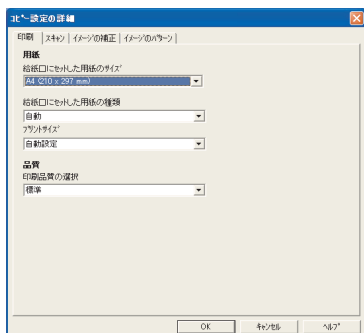 ｺﾋﾟｰ設定の詳細
印刷 | ｽｷｬﾝ | ｲﾒｰｼﾞの補正 | ｲﾒｰｼﾞのﾊﾟﾀｰﾝ
用紙
給紙口にｾｯﾄした用紙のｻｲｽﾞ
A4 (210 x 297 mm)
給紙口にｾｯﾄした用紙の種類
自動
ﾌﾟﾘﾝﾄｻｲｽﾞ
自動設定
品質
印刷品質の選択
標準
OK ｷｬﾝｾﾙ ﾍﾙﾌﾟ